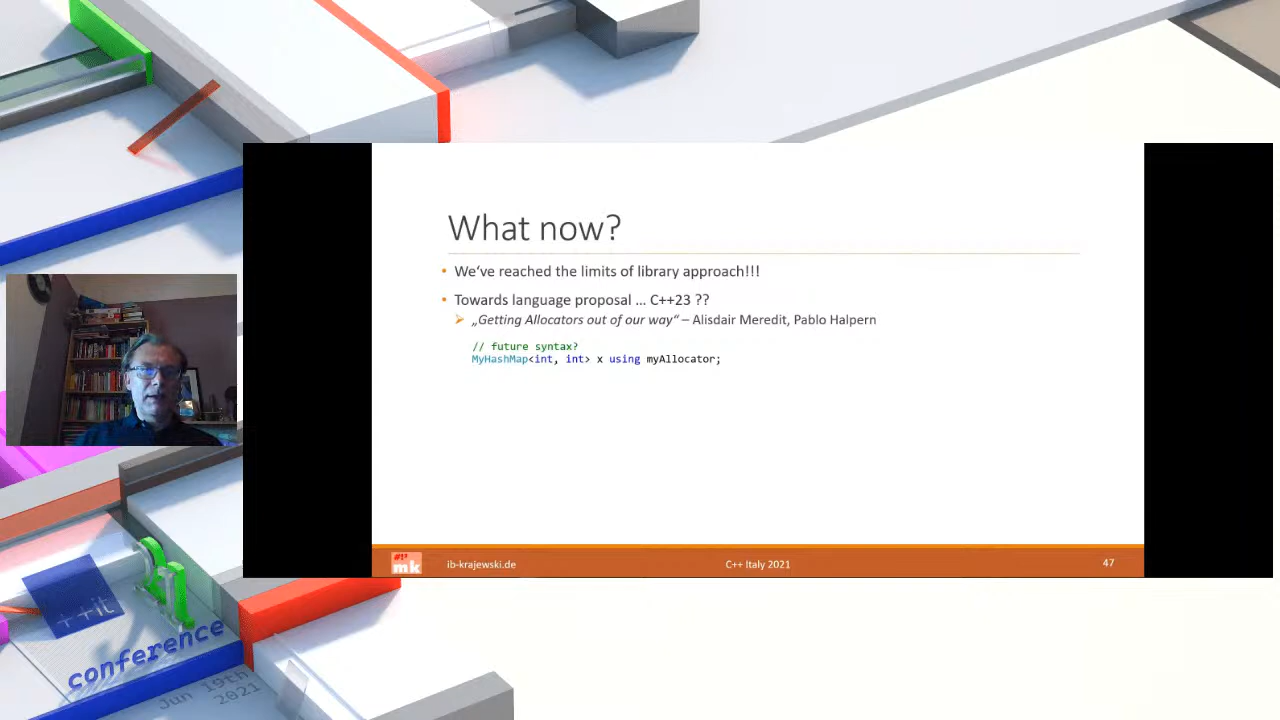 What now?
• We've reached the limits of library approach!!!
• Towards language proposal … C++23 ??
➢ „Getting Allocators out of our way“ – Alisdair Meredit, Pablo Halpern
// future syntax?
MyHashMap<int, int> x using myAllocator;
#!?
mk
ib-krajewski.de
C++ Italy 2021
47
++it
conference
Jun 19th
2021